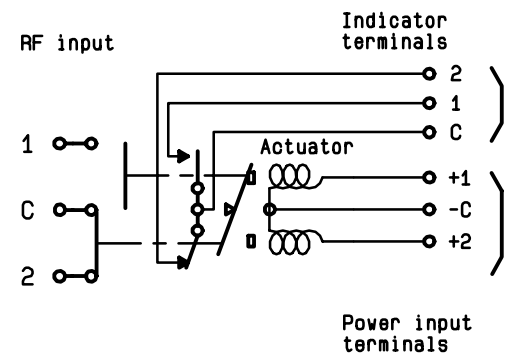 Indicator
terminals
RF input
2
1
C
1
Actuator
+1
C
-C
+2
2
Power input
terminals